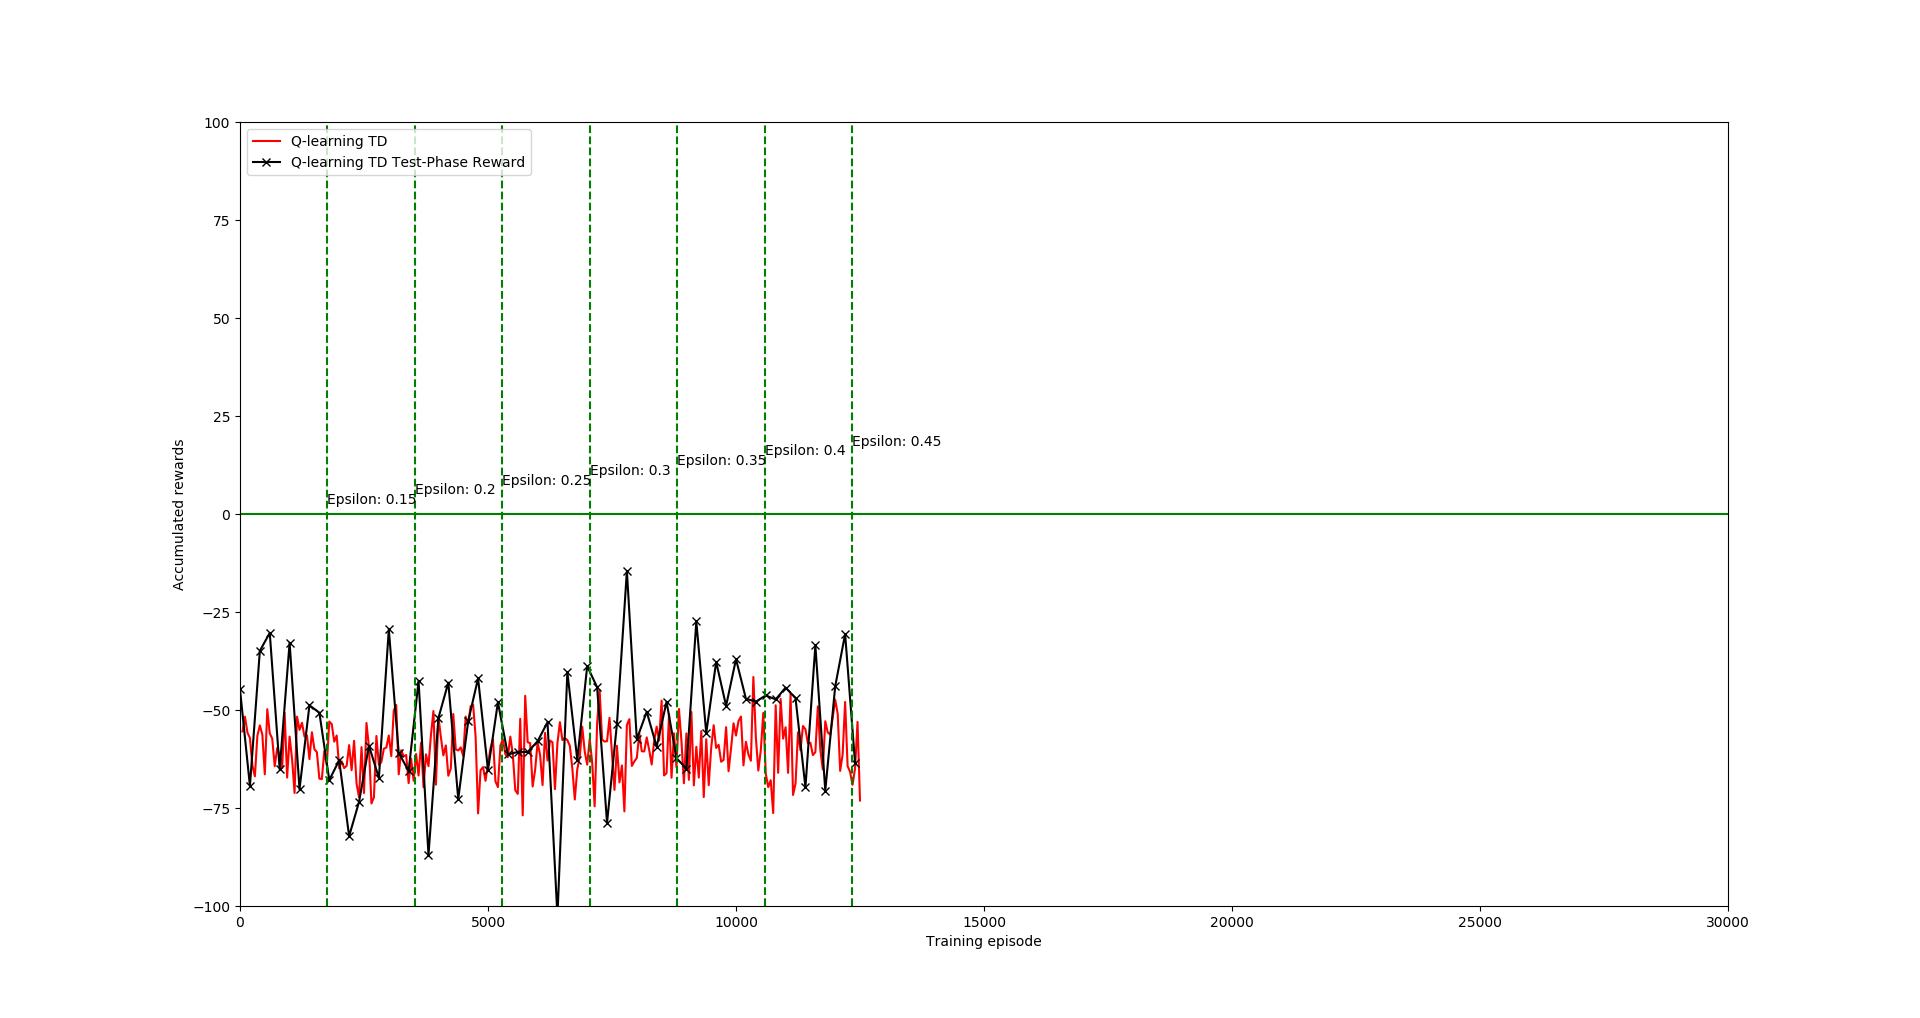 Q-learning TD
Q-learning TD Test-Phase Reward
100
75
50
25
0
−25
−50
−75
−100
Accumulated rewards
Epsilon: 0.15
Epsilon: 0.2
Epsilon: 0.25
Epsilon: 0.3
Epsilon: 0.35
Epsilon: 0.4
Epsilon: 0.45
0 5000 10000 15000 20000 25000 30000
Training episode